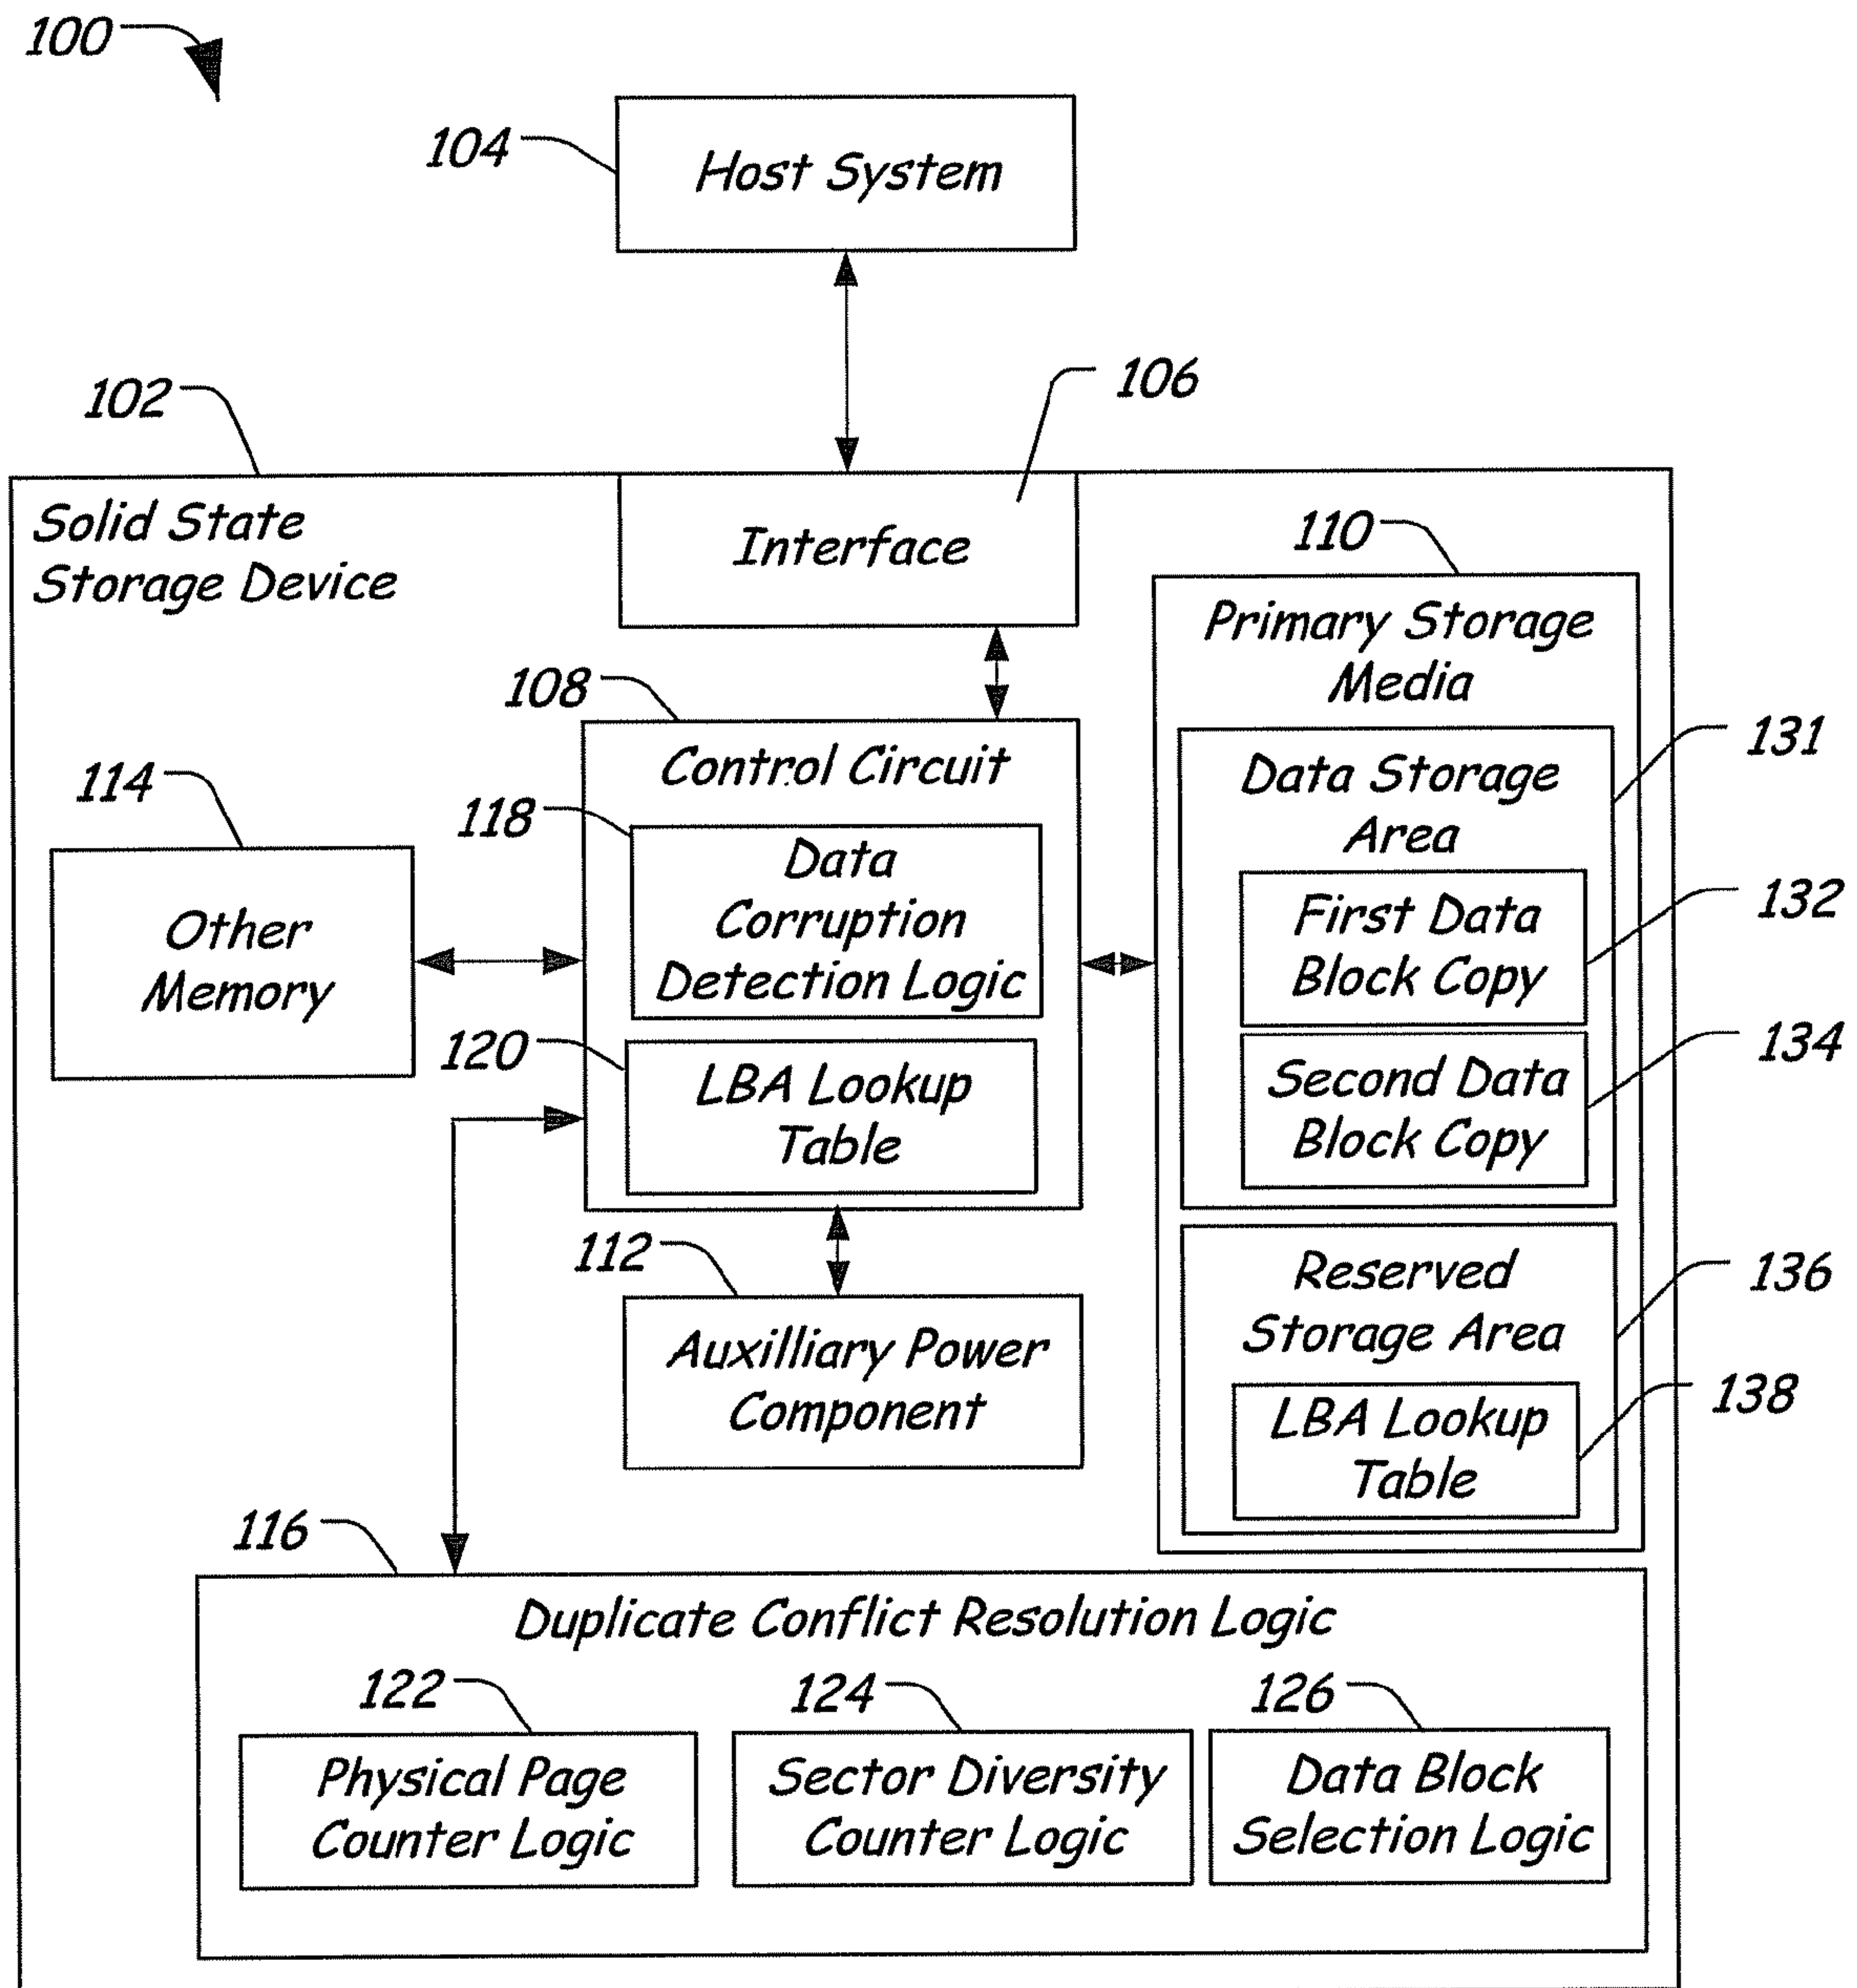 100
104
Host System
102
106
Solid State
Storage Device
Interface
110
Primary Storage
Media
108
Control Circuit
131
Data Storage
Area
114
118
Data
Corruption
Detection Logic
132
First Data
Block Copy
Other
Memory
120
LBA Lookup
Table
134
Second Data
Block Copy
112
Auxilliary Power
Component
136
Reserved
Storage Area
138
LBA Lookup
Table
116
Duplicate Conflict Resolution Logic
122
124
126
Physical Page
Counter Logic
Sector Diversity
Counter Logic
Data Block
Selection Logic